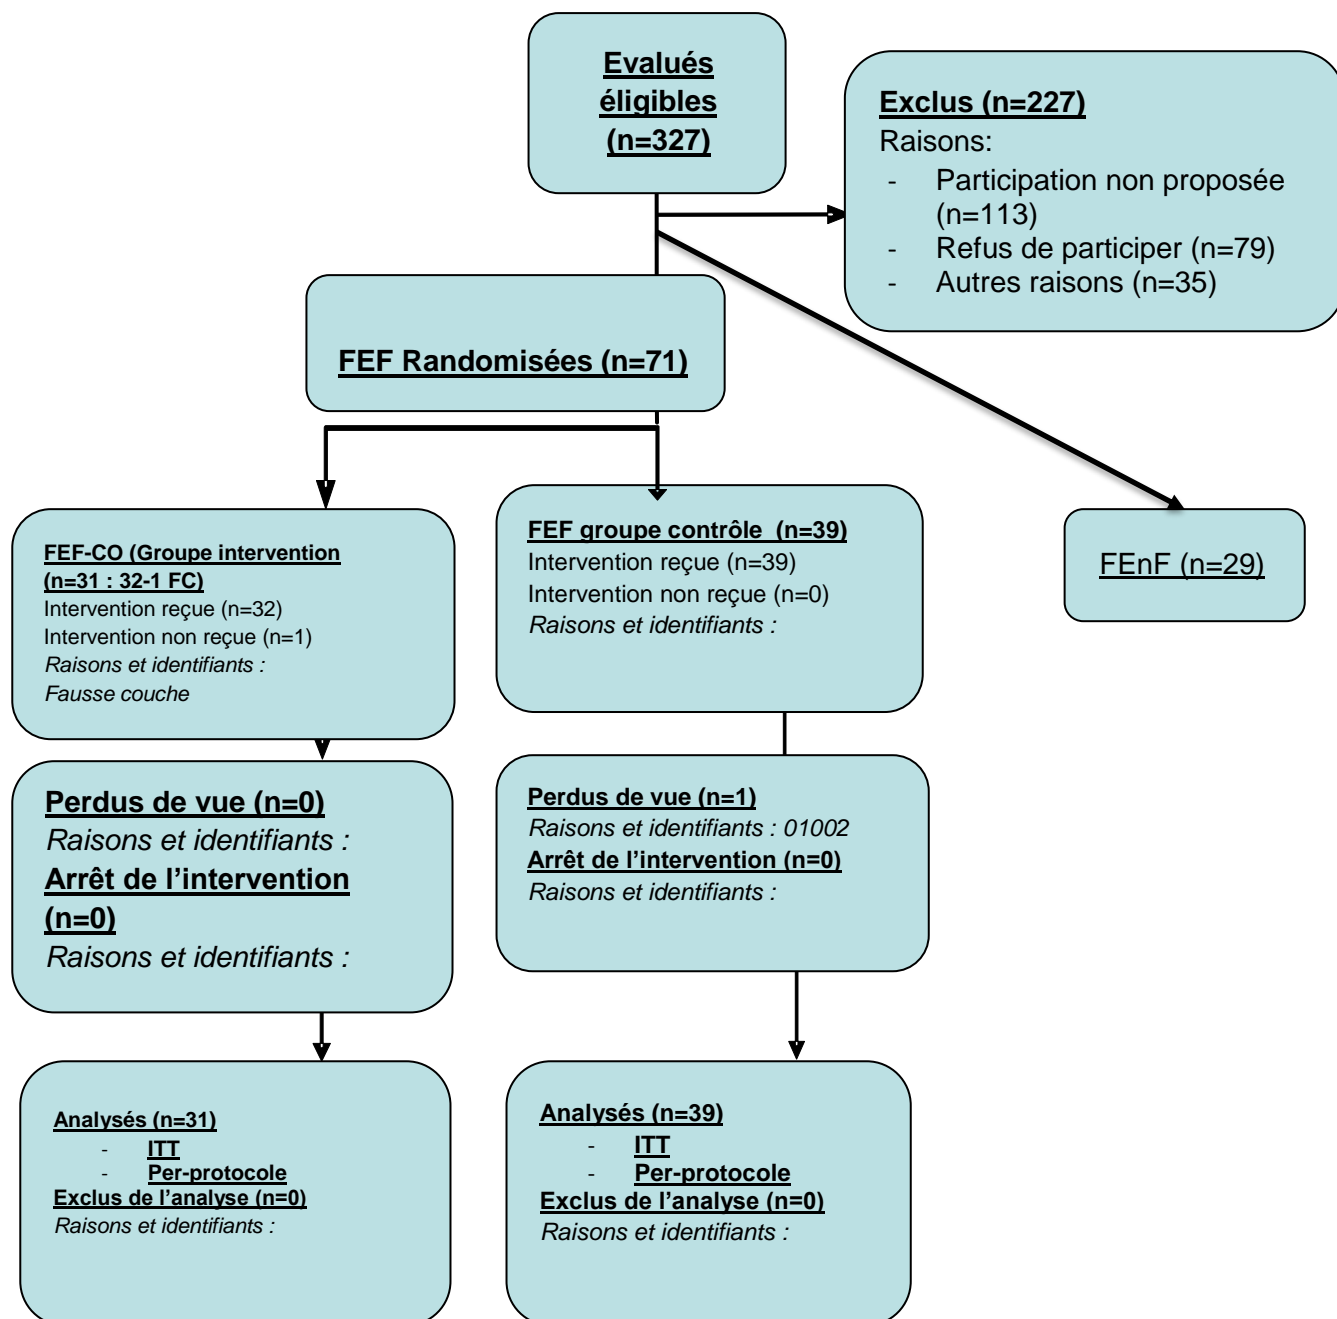 Evalués
éligibles
(n=327)
Exclus (n=227)
Raisons:
- Participation non proposée
(n=113)
- Refus de participer (n=79)
- Autres raisons (n=35)
FEF Randomisées (n=71)
FEF-CO (Groupe intervention
(n=31 : 32-1 FC)
Intervention reçue (n=32)
Intervention non reçue (n=1)
Raisons et identifiants :
Fausse couche
FEF groupe contrôle (n=39)
Intervention reçue (n=39)
Intervention non reçue (n=0)
Raisons et identifiants :
FEnF (n=29)
Perdus de vue (n=0)
Raisons et identifiants :
Arrêt de l’intervention
(n=0)
Raisons et identifiants :
Perdus de vue (n=1)
Raisons et identifiants : 01002
Arrêt de l’intervention (n=0)
Raisons et identifiants :
Analysés (n=31)
- ITT
- Per-protocole
Exclus de l’analyse (n=0)
Raisons et identifiants :
Analysés (n=39)
- ITT
- Per-protocole
Exclus de l’analyse (n=0)
Raisons et identifiants :